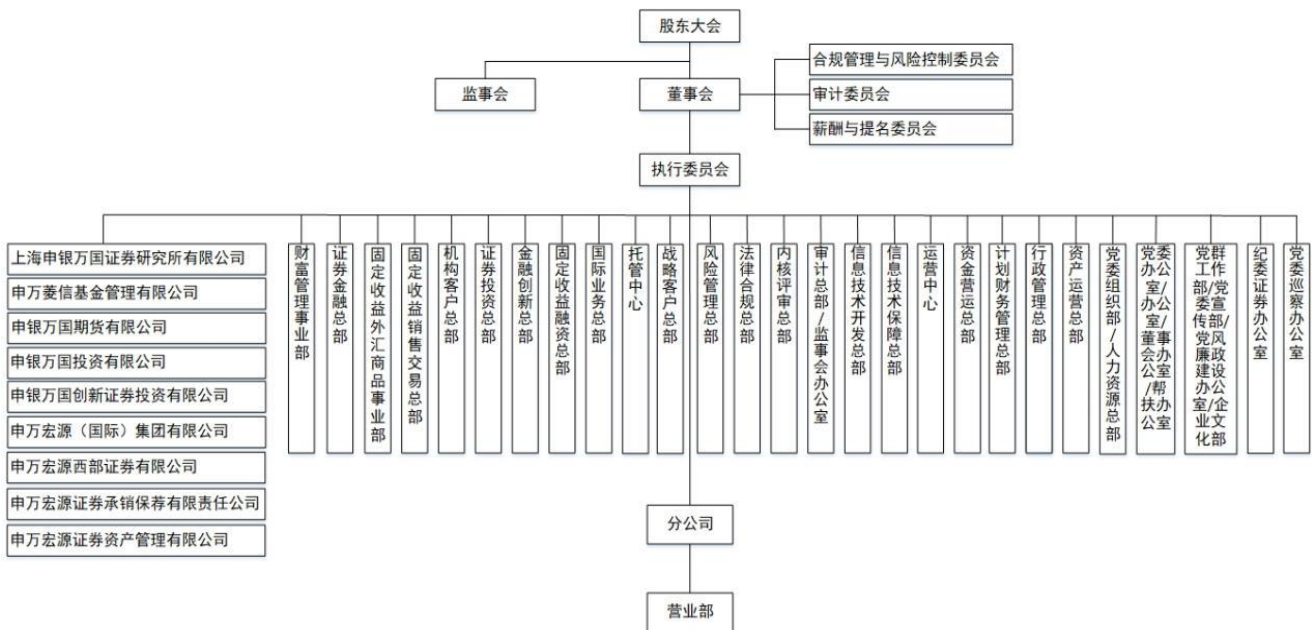 股东大会
合规管理与风险控制委员会
监事会
董事会
审计委员会
薪酬与提名委员会
执行委员会
上海申银万国证券研究所有限公司
申万菱信基金管理有限公司
申银万国期货有限公司
申银万国投资有限公司
申银万国创新证券投资有限公司
申万宏源（国际）集团有限公司
申万宏源西部证券有限公司
申万宏源证券承销保荐有限责任公司
申万宏源证券资产管理有限公司
财富管理事业部
证券金融总部
固定收益外汇商品事业部
固定收益销售交易总部
机构客户总部
证券投资总部
金融创新总部
固定收益融资总部
国际业务总部
托管中心
战略客户总部
风险管理总部
法律合规总部
内核评审总部
审计总部/监事会办公室
信息技术开发总部
信息技术保障总部
运营中心
资金营运总部
计划财务管理总部
行政管理总部
资产运营总部
党委组织部/人力资源总部
党委办公室/办公室/董事会办公室/帮扶办公室
党群工作部/党委宣传部/党风廉政建设办公室/企业文化部
纪委证券办公室
党委巡察办公室
分公司
营业部